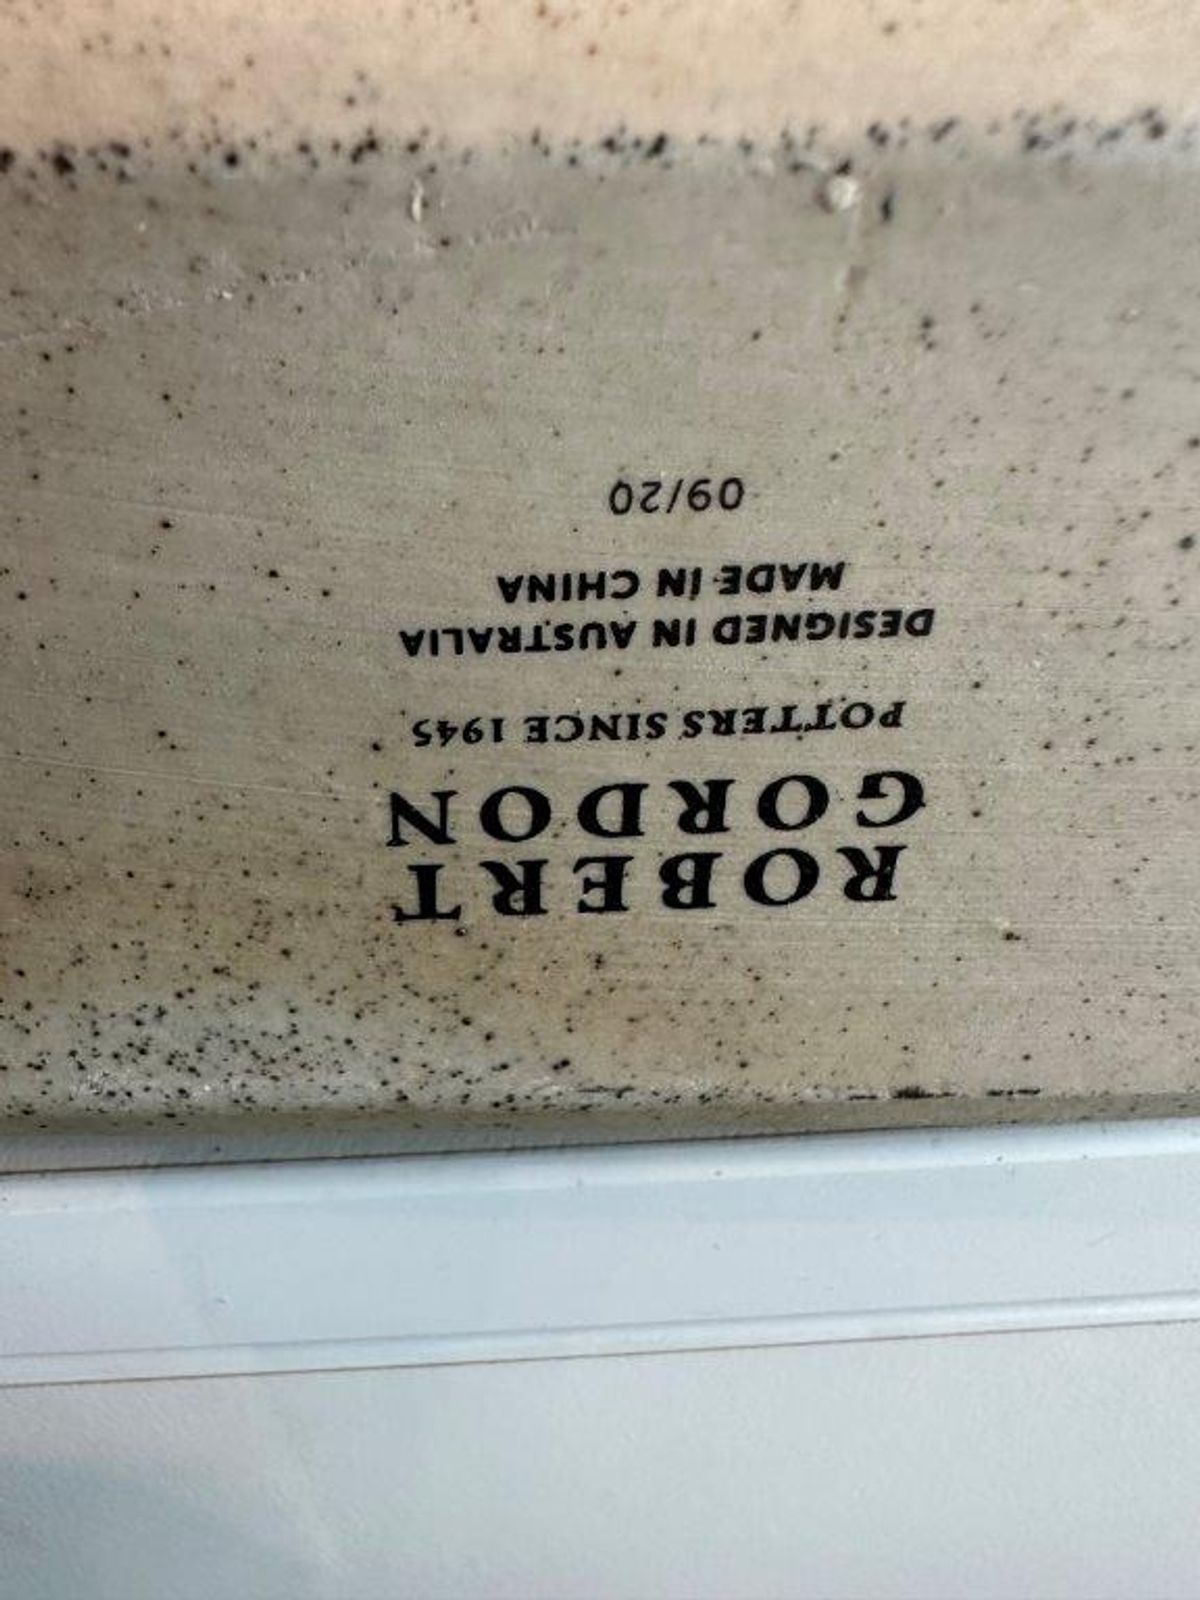 ROBERT
GORDON
POTTERS SINCE 1945
DESIGNED IN AUSTRALIA
MADE IN CHINA
09/20